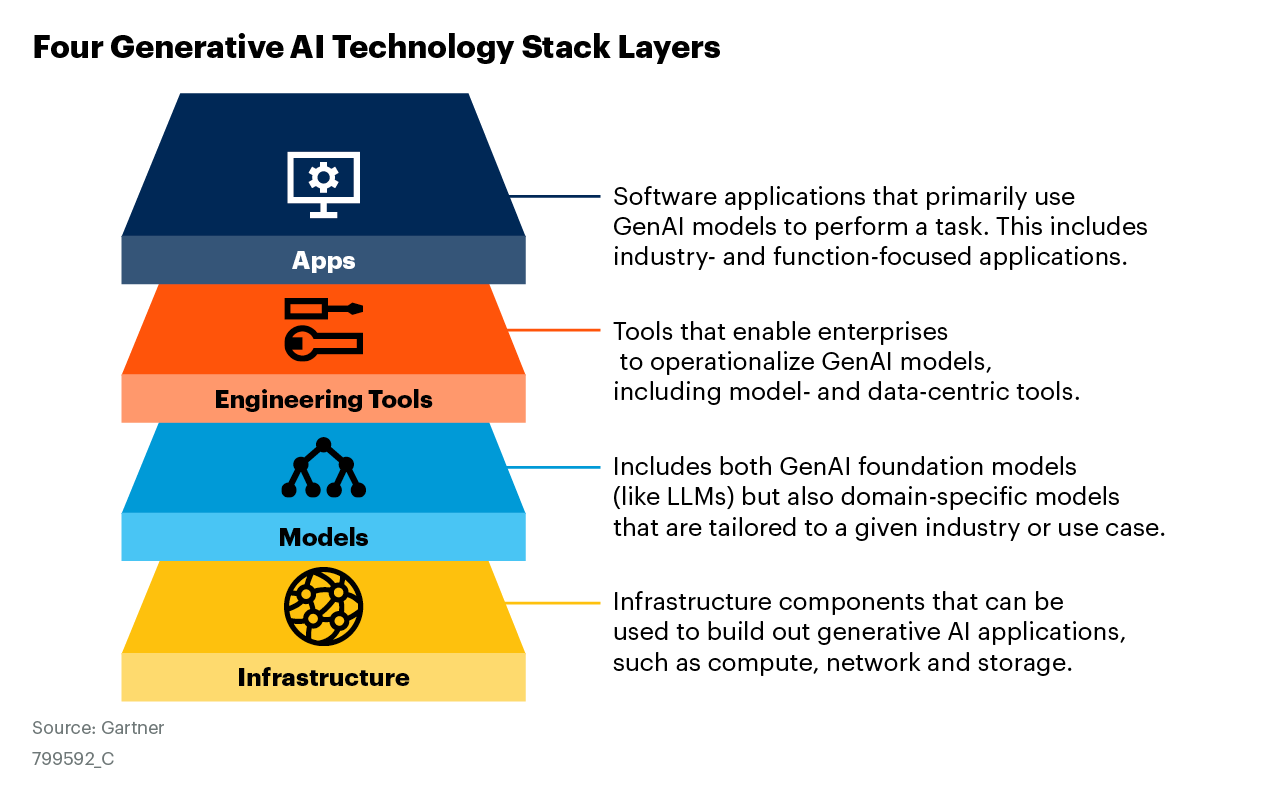 Four Generative AI Technology Stack Layers
Apps
Software applications that primarily use
GenAI models to perform a task. This includes
industry- and function-focused applications.
Engineering Tools
Tools that enable enterprises
to operationalize GenAI models,
including model- and data-centric tools.
Models
Includes both GenAI foundation models
(like LLMs) but also domain-specific models
that are tailored to a given industry or use case.
Infrastructure
Infrastructure components that can be
used to build out generative AI applications,
such as compute, network and storage.
Source: Gartner
799592_C